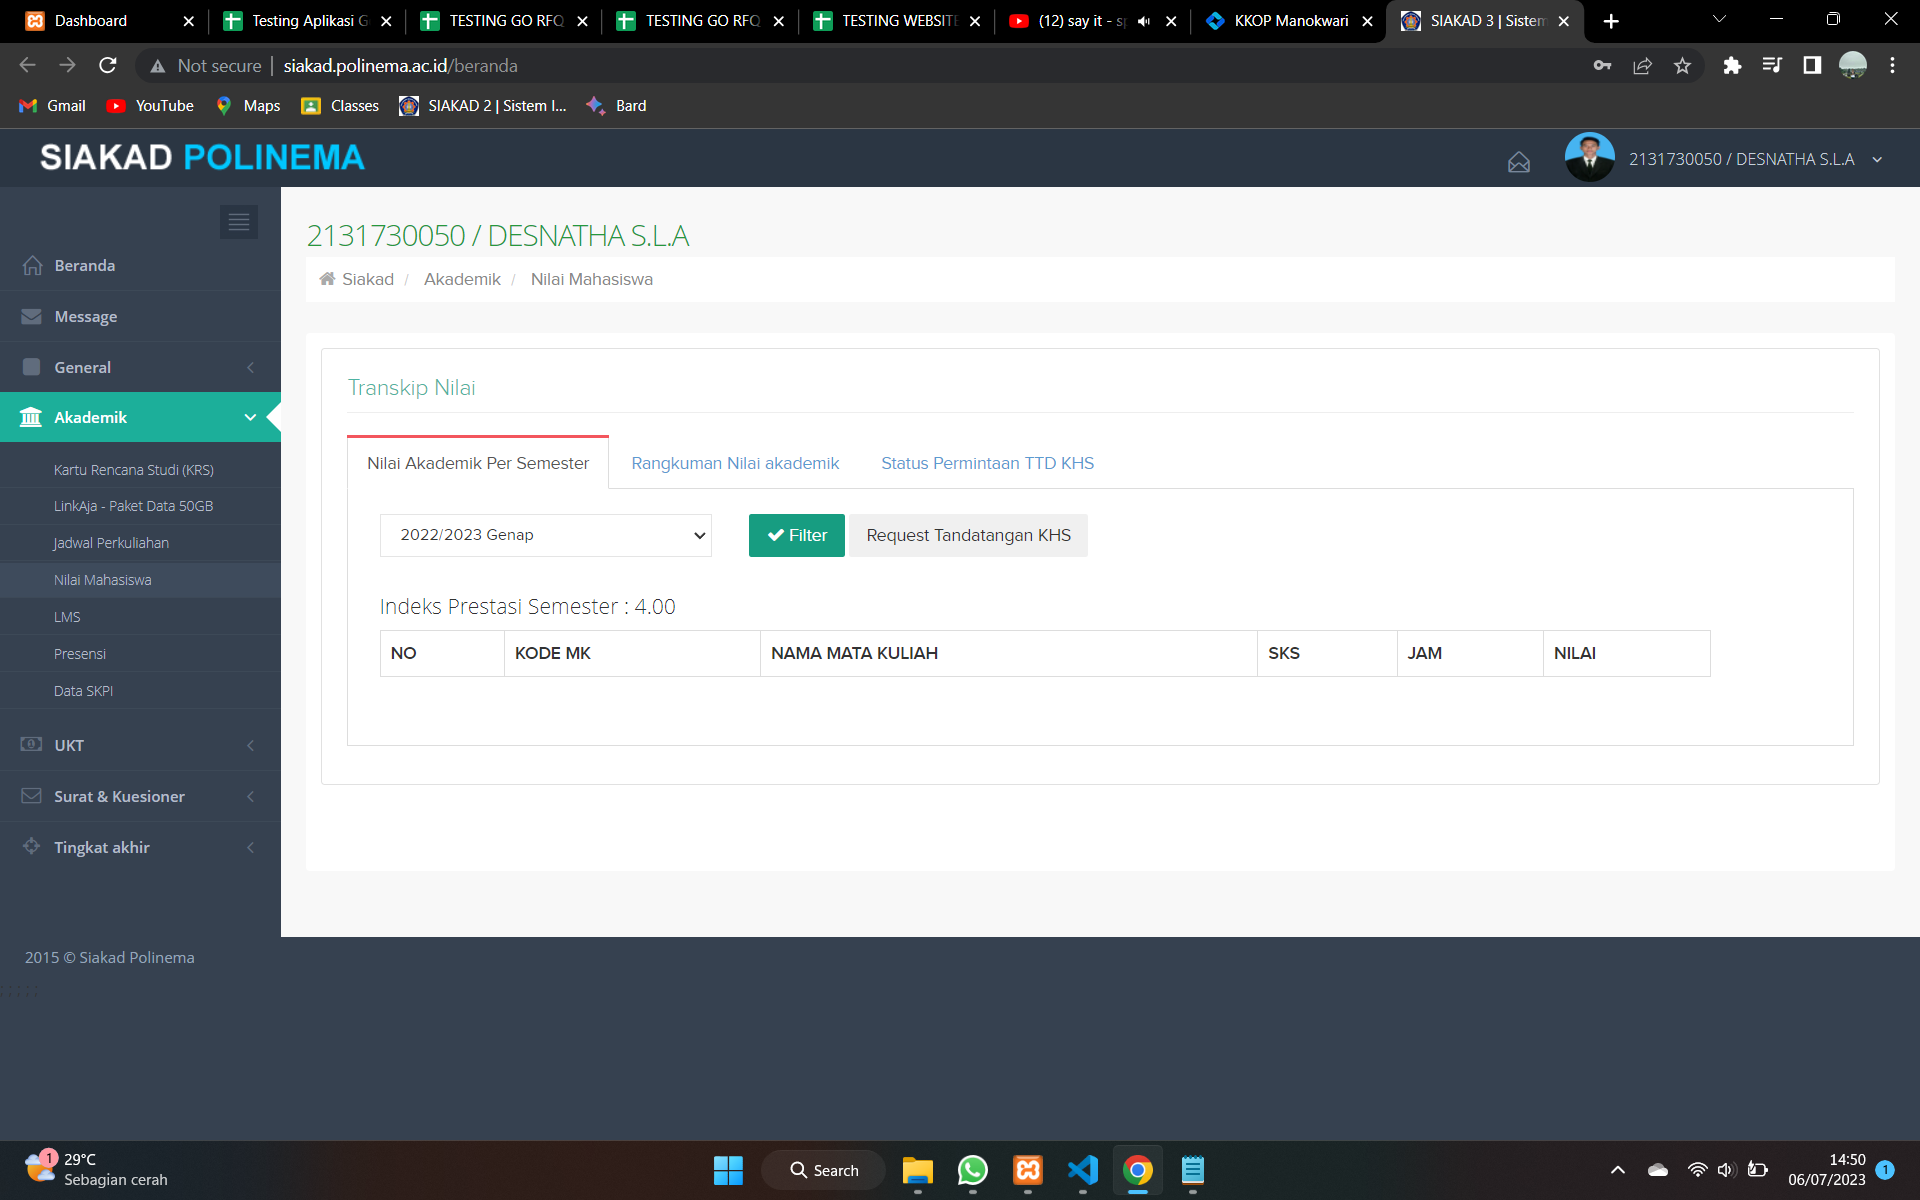 Dashboard
Testing Aplikasi G
TESTING GO RFQ
TESTING GO RFQ
TESTING WEBSITE
(12) say it - sp
KKOP Manokwari
SIAKAD 3 | Sistem
Not secure
siakad.polinema.ac.id/beranda
Gmail
YouTube
Maps
Classes
SIAKAD 2 | Sistem I...
Bard
SIAKAD POLINEMA
2131730050 / DESNATHA S.L.A
Beranda
Message
General
Akademik
Kartu Rencana Studi (KRS)
LinkAja - Paket Data 50GB
Jadwal Perkuliahan
Nilai Mahasiswa
LMS
Presensi
Data SKPI
UKT
Surat & Kuesioner
Tingkat akhir
2015 © Siakad Polinema
2131730050 / DESNATHA S.L.A
Siakad / Akademik / Nilai Mahasiswa
Transkip Nilai
Nilai Akademik Per Semester
Rangkuman Nilai akademik
Status Permintaan TTD KHS
2022/2023 Genap
Filter
Request Tandatangan KHS
Indeks Prestasi Semester : 4.00
NO
KODE MK
NAMA MATA KULIAH
SKS
JAM
NILAI
1
29°C
Sebagian cerah
Search
14:50
06/07/2023
1